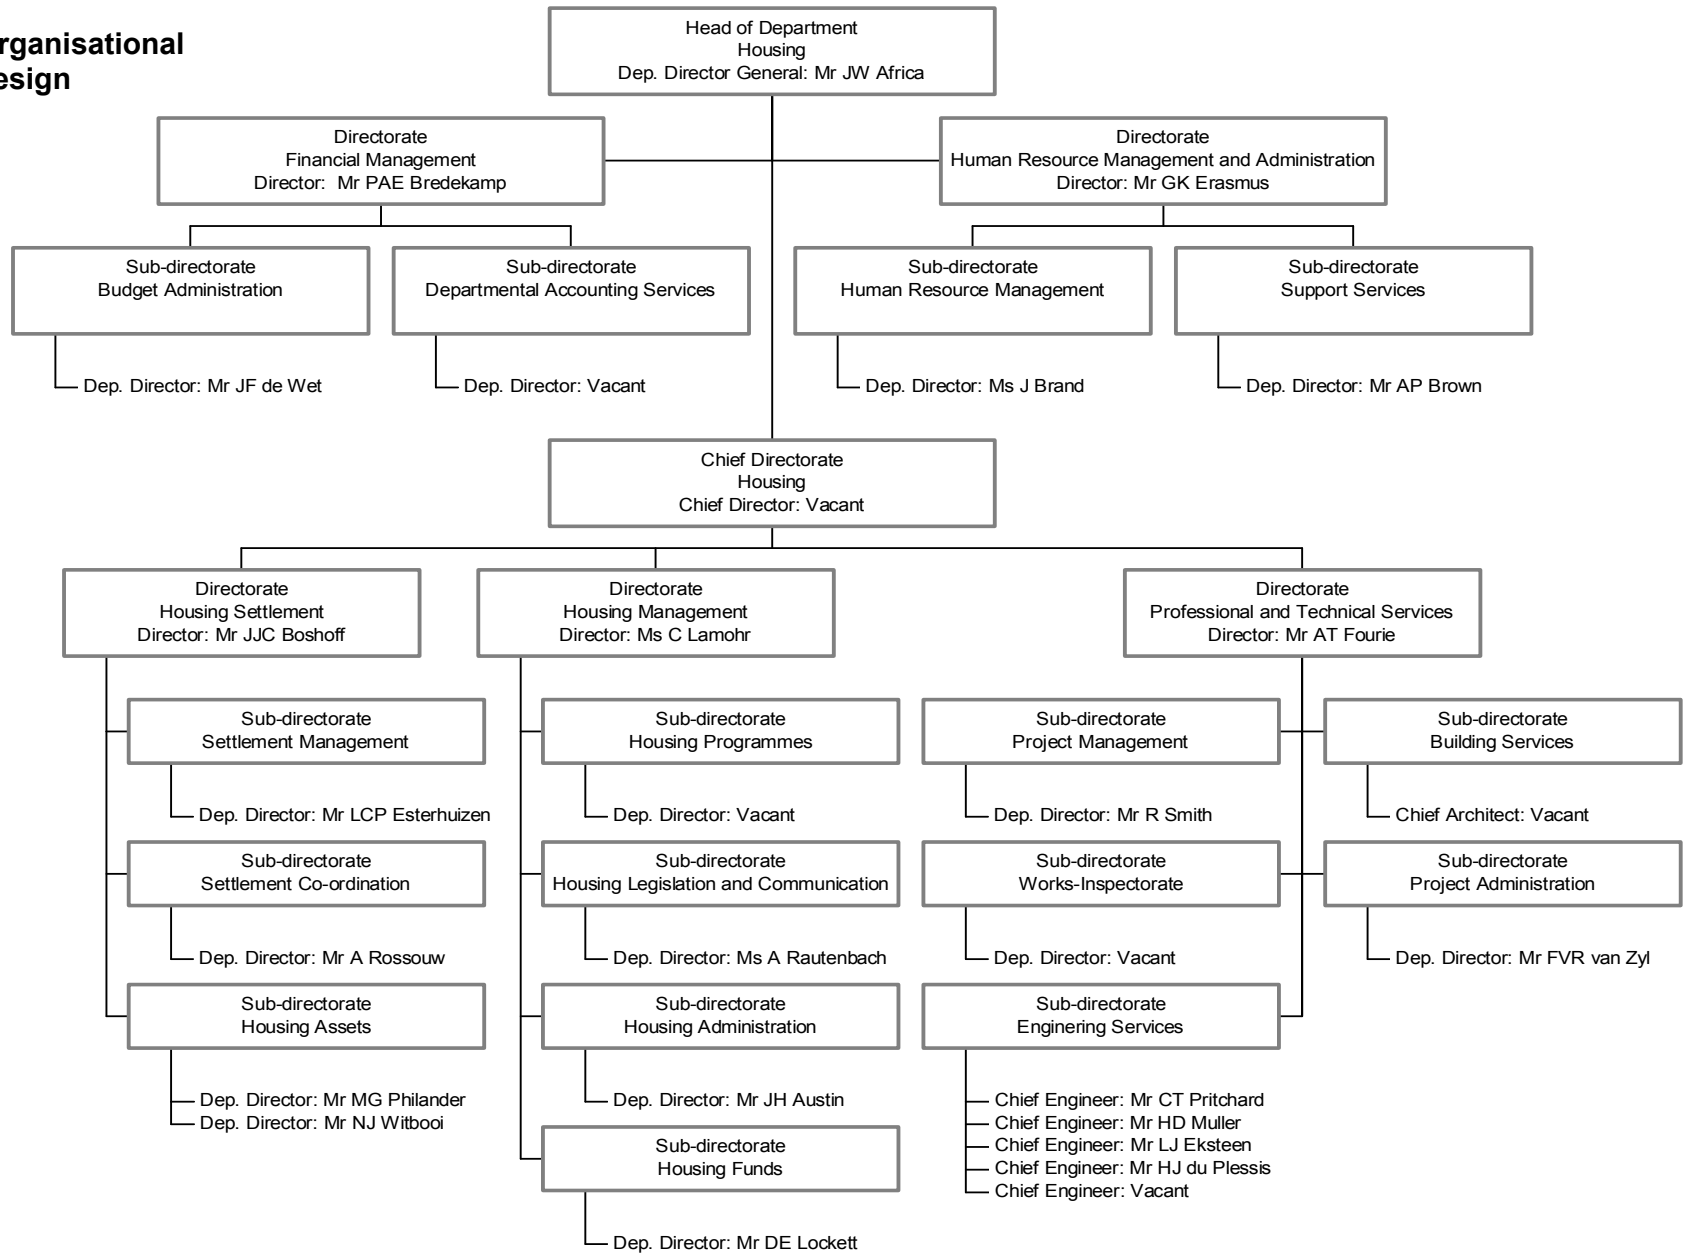 rganisational
esign
Head of Department
Housing
Dep. Director General: Mr JW Africa
Directorate
Financial Management
Director: Mr PAE Bredekamp
Directorate
Human Resource Management and Administration
Director: Mr GK Erasmus
Sub-directorate
Budget Administration
Dep. Director: Mr JF de Wet
Sub-directorate
Departmental Accounting Services
Dep. Director: Vacant
Sub-directorate
Human Resource Management
Dep. Director: Ms J Brand
Sub-directorate
Support Services
Dep. Director: Mr AP Brown
Chief Directorate
Housing
Chief Director: Vacant
Directorate
Housing Settlement
Director: Mr JJC Boshoff
Sub-directorate
Settlement Management
Dep. Director: Mr LCP Esterhuizen
Sub-directorate
Settlement Co-ordination
Dep. Director: Mr A Rossouw
Sub-directorate
Housing Assets
Dep. Director: Mr MG Philander
Dep. Director: Mr NJ Witbooi
Directorate
Housing Management
Director: Ms C Lamohr
Sub-directorate
Housing Programmes
Dep. Director: Vacant
Sub-directorate
Housing Legislation and Communication
Dep. Director: Ms A Rautenbach
Sub-directorate
Housing Administration
Dep. Director: Mr JH Austin
Sub-directorate
Housing Funds
Dep. Director: Mr DE Lockett
Directorate
Professional and Technical Services
Director: Mr AT Fourie
Sub-directorate
Project Management
Dep. Director: Mr R Smith
Sub-directorate
Works-Inspectorate
Dep. Director: Vacant
Sub-directorate
Enginering Services
Chief Engineer: Mr CT Pritchard
Chief Engineer: Mr HD Muller
Chief Engineer: Mr LJ Eksteen
Chief Engineer: Mr HJ du Plessis
Chief Engineer: Vacant
Sub-directorate
Building Services
Chief Architect: Vacant
Sub-directorate
Project Administration
Dep. Director: Mr FVR van Zyl